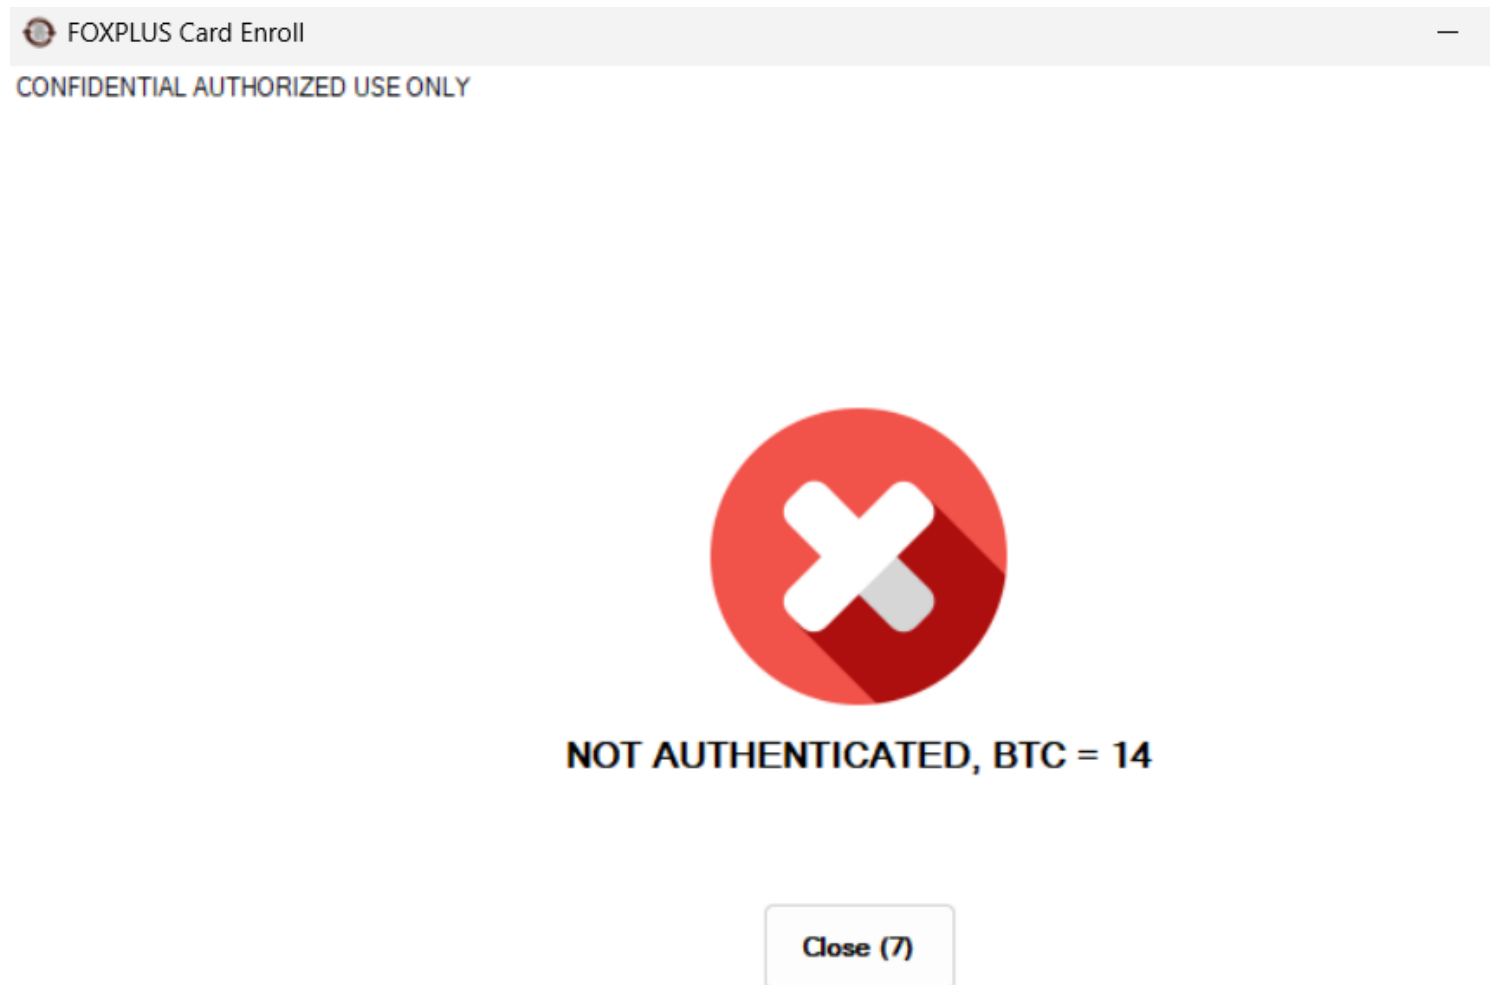 FOXPLUS Card Enroll
CONFIDENTIAL AUTHORIZED USE ONLY
NOT AUTHENTICATED, BTC = 14
Close (7)